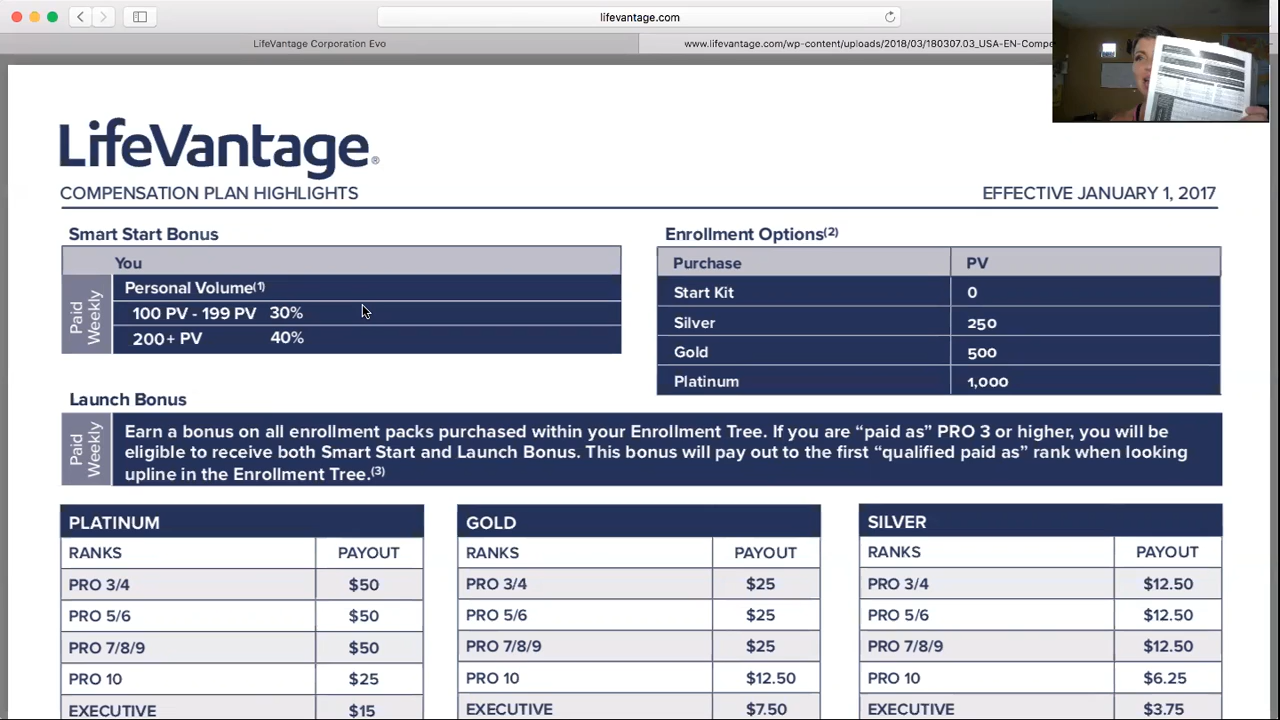 lifevantage.com
LifeVantage Corporation Evo
www.lifevantage.com/wp-content/uploads/2018/03/180307.03_USA-EN-Compe
LifeVantage®
COMPENSATION PLAN HIGHLIGHTS
EFFECTIVE JANUARY 1, 2017
Smart Start Bonus
You
Paid Weekly
Personal Volume(1)
100 PV - 199 PV 30%
200+ PV 40%
Enrollment Options(2)
Purchase PV
Start Kit 0
Silver 250
Gold 500
Platinum 1,000
Launch Bonus
Paid Weekly
Earn a bonus on all enrollment packs purchased within your Enrollment Tree. If you are “paid as” PRO 3 or higher, you will be
eligible to receive both Smart Start and Launch Bonus. This bonus will pay out to the first “qualified paid as” rank when looking
upline in the Enrollment Tree.(3)
PLATINUM
RANKS PAYOUT
PRO 3/4 $50
PRO 5/6 $50
PRO 7/8/9 $50
PRO 10 $25
EXECUTIVE $15
GOLD
RANKS PAYOUT
PRO 3/4 $25
PRO 5/6 $25
PRO 7/8/9 $25
PRO 10 $12.50
EXECUTIVE $7.50
SILVER
RANKS PAYOUT
PRO 3/4 $12.50
PRO 5/6 $12.50
PRO 7/8/9 $12.50
PRO 10 $6.25
EXECUTIVE $3.75